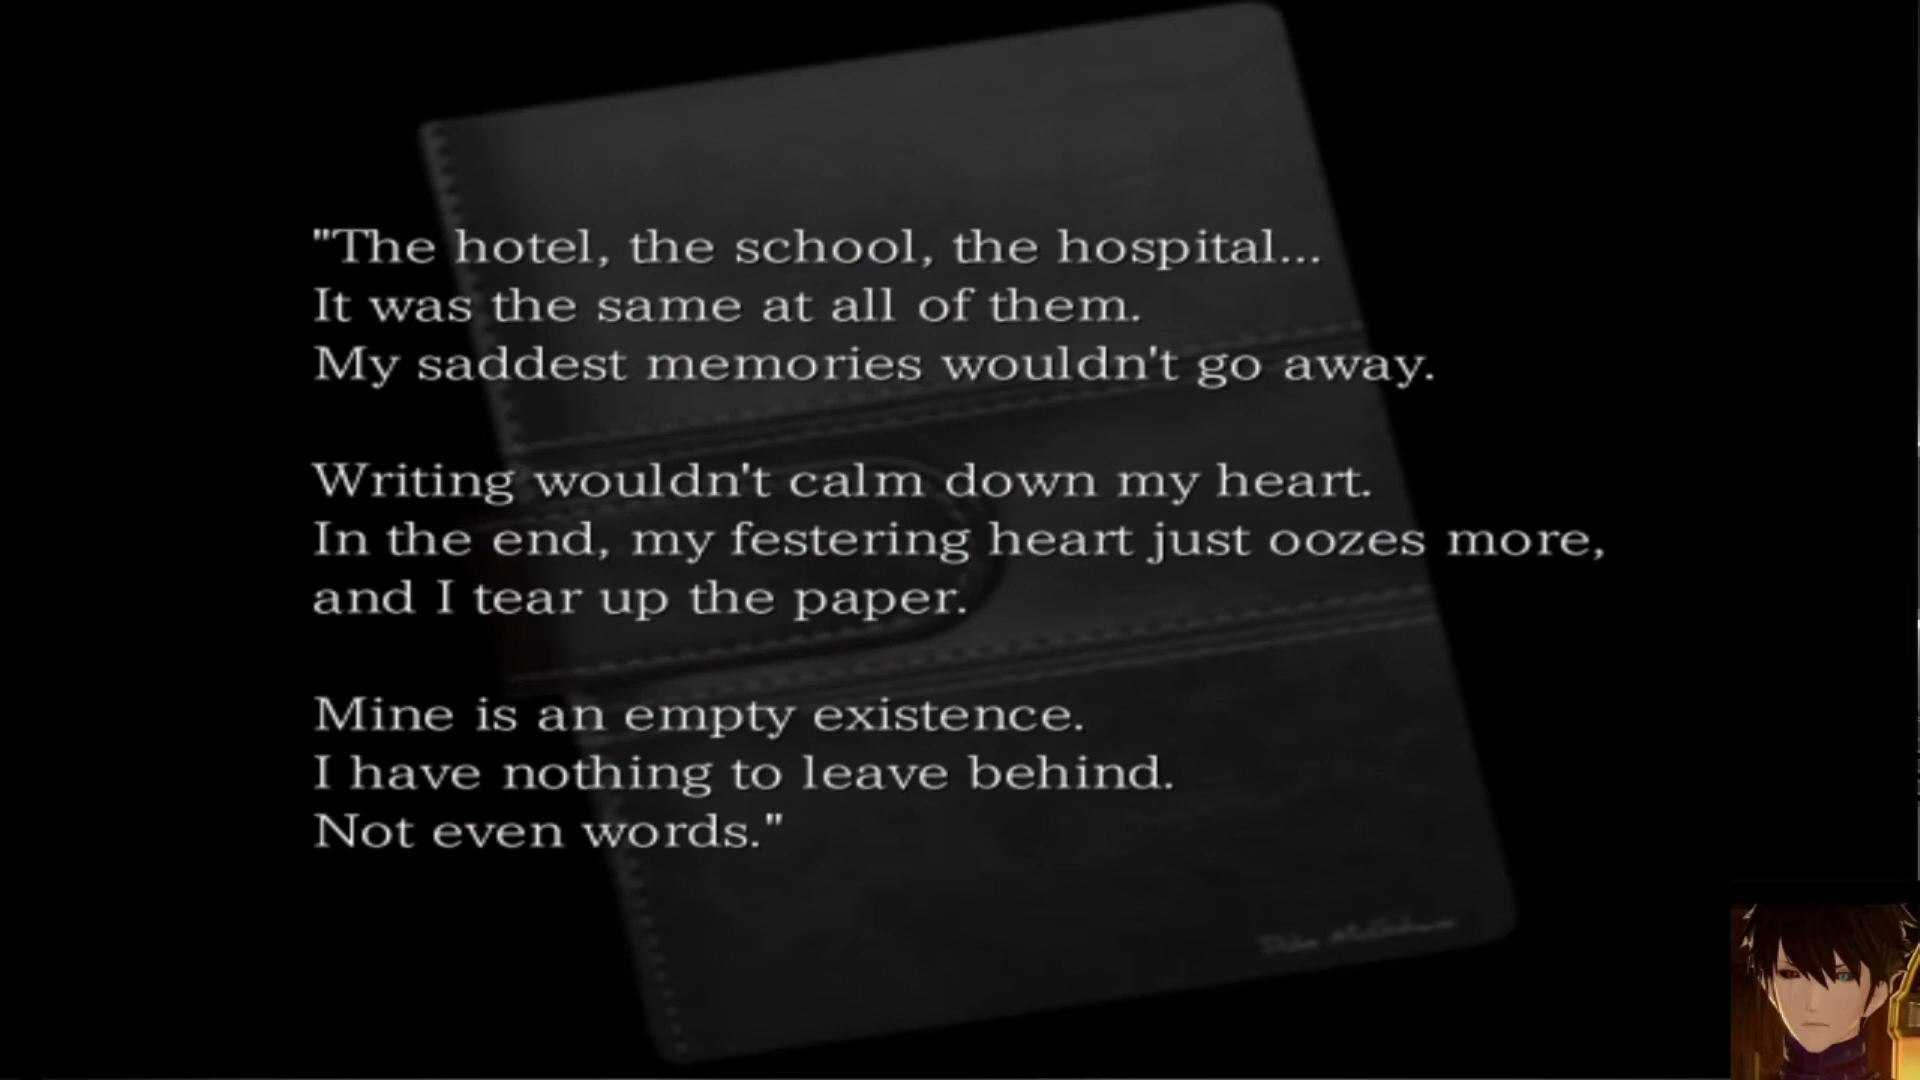 "The hotel, the school, the hospital...
It was the same at all of them.
My saddest memories wouldn't go away.
Writing wouldn't calm down my heart.
In the end, my festering heart just oozes more,
and I tear up the paper.
Mine is an empty existence.
I have nothing to leave behind.
Not even words."